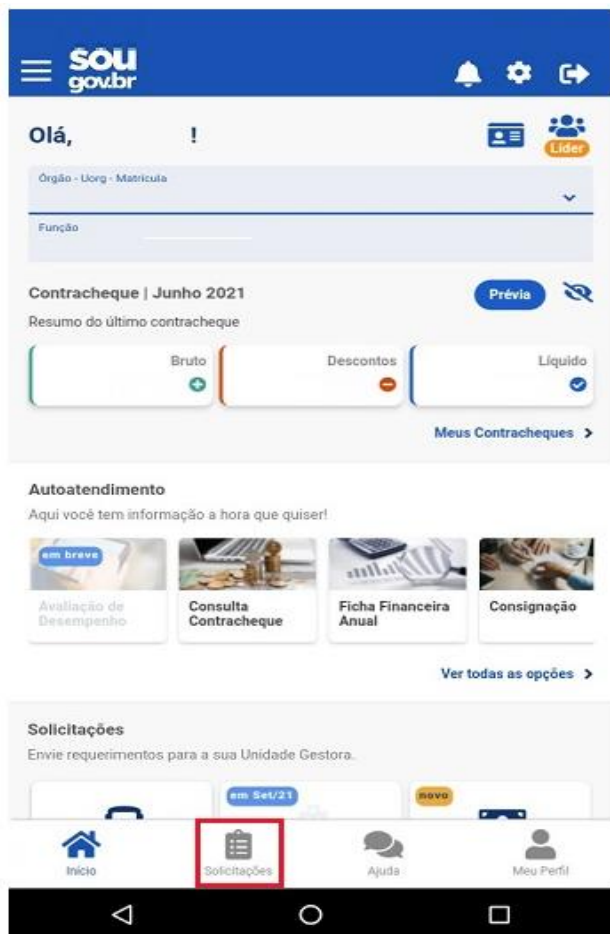 sou
gov.br
Olá, !
Líder
Órgão - Uorg - Matrícula
Função
Contracheque | Junho 2021
Prévia
Resumo do último contracheque
Bruto
Descontos
Líquido
Meus Contracheques
Autoatendimento
Aqui você tem informação a hora que quiser!
em breve
Avaliação de
Desempenho
Consulta
Contracheque
Ficha Financeira
Anual
Consignação
Ver todas as opções
Solicitações
Envie requerimentos para a sua Unidade Gestora.
em Set/21
novo
Início
Solicitações
Ajuda
Meu Perfil